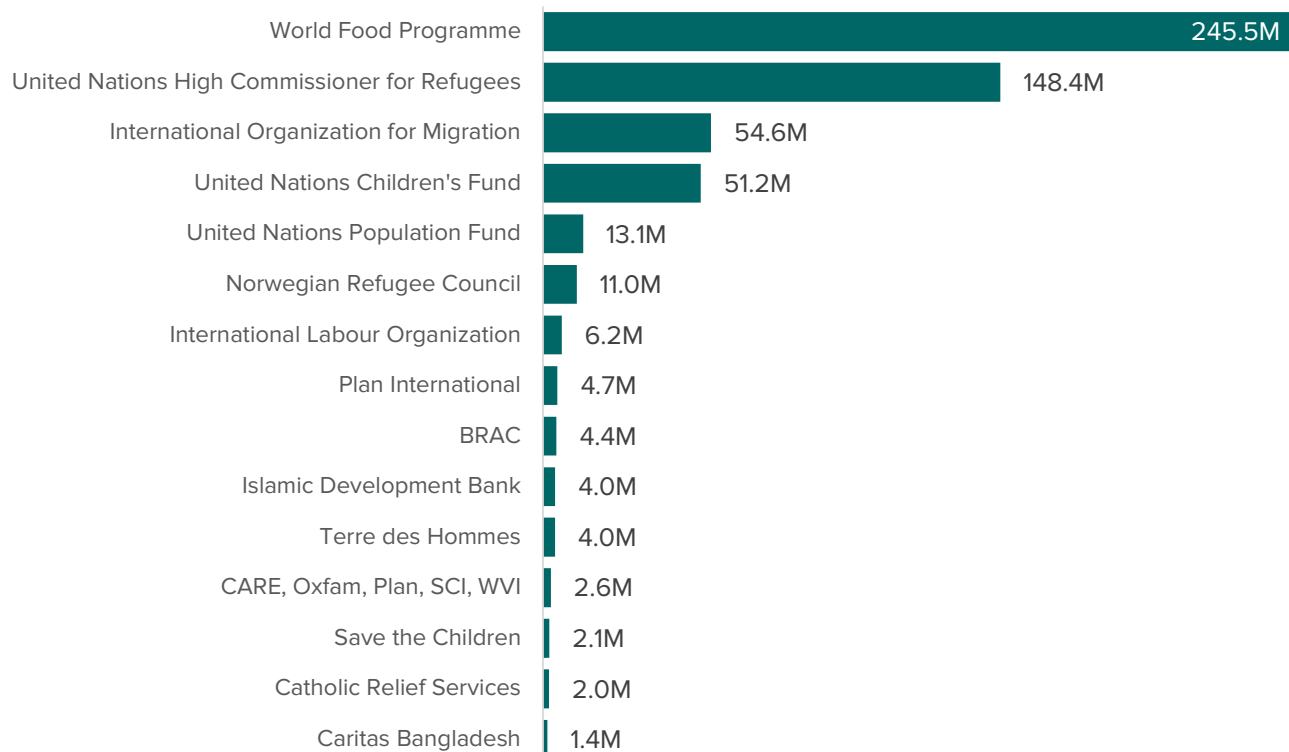 World Food Programme 245.5M
United Nations High Commissioner for Refugees 148.4M
International Organization for Migration 54.6M
United Nations Children's Fund 51.2M
United Nations Population Fund 13.1M
Norwegian Refugee Council 11.0M
International Labour Organization 6.2M
Plan International 4.7M
BRAC 4.4M
Islamic Development Bank 4.0M
Terre des Hommes 4.0M
CARE, Oxfam, Plan, SCI, WVI 2.6M
Save the Children 2.1M
Catholic Relief Services 2.0M
Caritas Bangladesh 1.4M